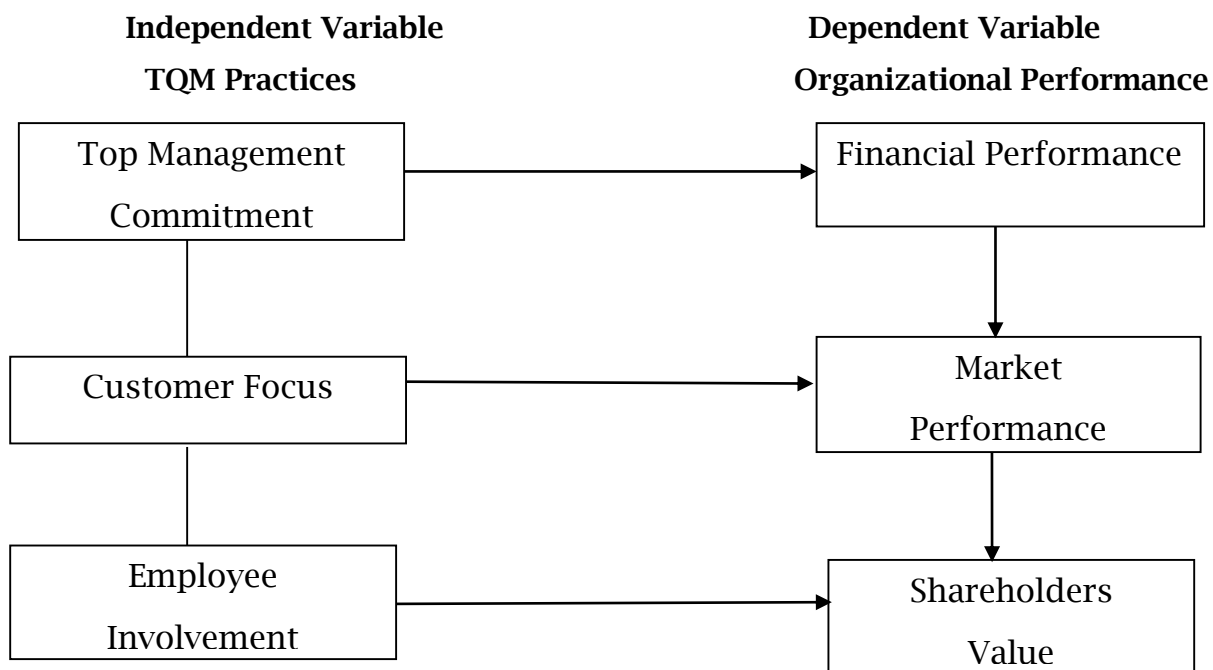 Independent Variable
TQM Practices
Dependent Variable
Organizational Performance
Top Management
Commitment
Financial Performance
Customer Focus
Market
Performance
Employee
Involvement
Shareholders
Value